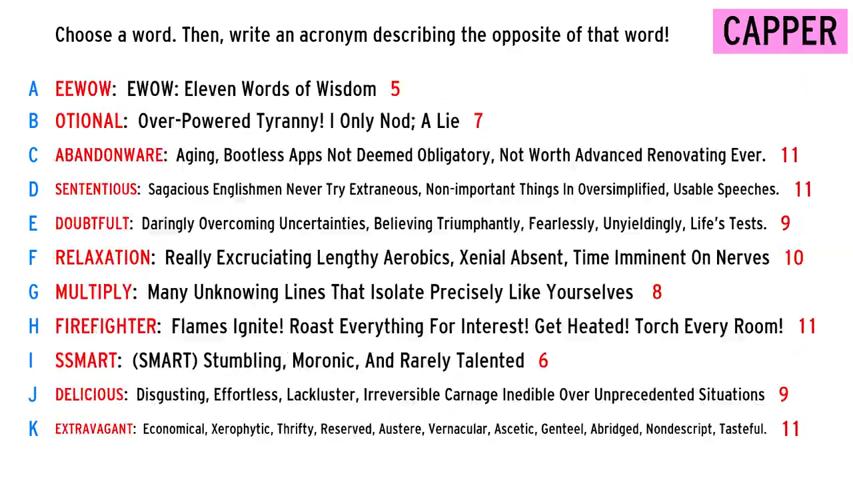 Choose a word. Then, write an acronym describing the opposite of that word!
CAPPER
A EEWOW: EWOW: Eleven Words of Wisdom 5
B OTIONAL: Over-Powered Tyranny! I Only Nod; A Lie 7
C ABANDONWARE: Aging, Bootless Apps Not Deemed Obligatory, Not Worth Advanced Renovating Ever. 11
D SENTENTIOUS: Sagacious Englishmen Never Try Extraneous, Non-important Things In Oversimplified, Usable Speeches. 11
E DOUBTFULT: Daringly Overcoming Uncertainties, Believing Triumphantly, Fearlessly, Unyieldingly, Life's Tests. 9
F RELAXATION: Really Excruciating Lengthy Aerobics, Xenial Absent, Time Imminent On Nerves 10
G MULTIPLY: Many Unknowing Lines That Isolate Precisely Like Yourselves 8
H FIREFIGHTER: Flames Ignite! Roast Everything For Interest! Get Heated! Torch Every Room! 11
I SSMART: (SMART) Stumbling, Moronic, And Rarely Talented 6
J DELICIOUS: Disgusting, Effortless, Lackluster, Irreversible Carnage Inedible Over Unprecedented Situations 9
K EXTRAVAGANT: Economical, Xerophytic, Thrifty, Reserved, Austere, Vernacular, Ascetic, Genteel, Abridged, Nondescript, Tasteful. 11